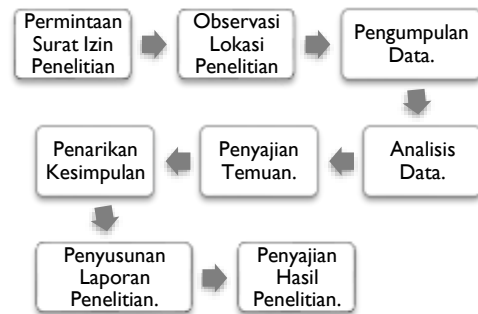 Permintaan
Surat Izin
Penelitian
Observasi
Lokasi
Penelitian
Pengumpulan
Data.
Analisis
Data.
Penyajian
Temuan.
Penarikan
Kesimpulan
Penyusunan
Laporan
Penelitian.
Penyajian
Hasil
Penelitian.